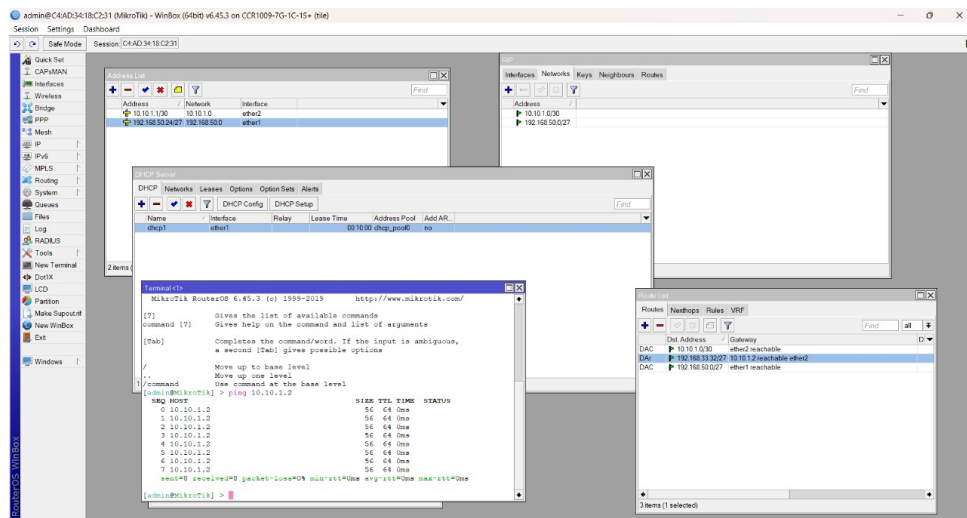 admin@C4:AD:34:18:C2:31 (MikroTik) - WinBox (64bit) v6.45.3 on CCR1009-7G-1C-1S+ (tile)
Session Settings Dashboard
Safe Mode Session: C4:AD:34:18:C2:31
Quick Set
CAPsMAN
Interfaces
Wireless
Bridge
PPP
Mesh
IP
IPv6
MPLS
Routing
System
Queues
Files
Log
RADIUS
Tools
New Terminal
Dot1X
LCD
Partition
Make Supout.rif
New WinBox
Exit
Windows
RouterOS WinBox
Address List
Find
Address Network Interface
10.10.1.1/30 10.10.1.0 ether2
192.168.50.24/27 192.168.50.0 ether1
2 items (
RIP
Interfaces Networks Keys Neighbours Routes
Find
Address
10.10.1.0/30
192.168.50.0/27
DHCP Server
DHCP Networks Leases Options Option Sets Alerts
DHCP Config DHCP Setup Find
Name Interface Relay Lease Time Address Pool Add AR...
dhcp1 ether1 00:10:00 dhcp_pool0 no
1
Terminal <1>
MikroTik RouterOS 6.45.3 (c) 1999-2019 http://www.mikrotik.com/
[?] Gives the list of available commands
command [?] Gives help on the command and list of arguments
[Tab] Completes the command/word. If the input is ambiguous,
a second [Tab] gives possible options
/ Move up to base level
.. Move up one level
/command Use command at the base level
[admin@MikroTik] > ping 10.10.1.2
SEQ HOST SIZE TTL TIME STATUS
0 10.10.1.2 56 64 0ms
1 10.10.1.2 56 64 0ms
2 10.10.1.2 56 64 0ms
3 10.10.1.2 56 64 0ms
4 10.10.1.2 56 64 0ms
5 10.10.1.2 56 64 0ms
6 10.10.1.2 56 64 0ms
7 10.10.1.2 56 64 0ms
sent=8 received=8 packet-loss=0% min-rtt=0ms avg-rtt=0ms max-rtt=0ms
[admin@MikroTik] >
Route List
Routes Nexthops Rules VRF
Find all
Dst. Address Gateway D
DAC 10.10.1.0/30 ether2 reachable
DAr 192.168.33.32/27 10.10.1.2 reachable ether2
DAC 192.168.50.0/27 ether1 reachable
3 items (1 selected)